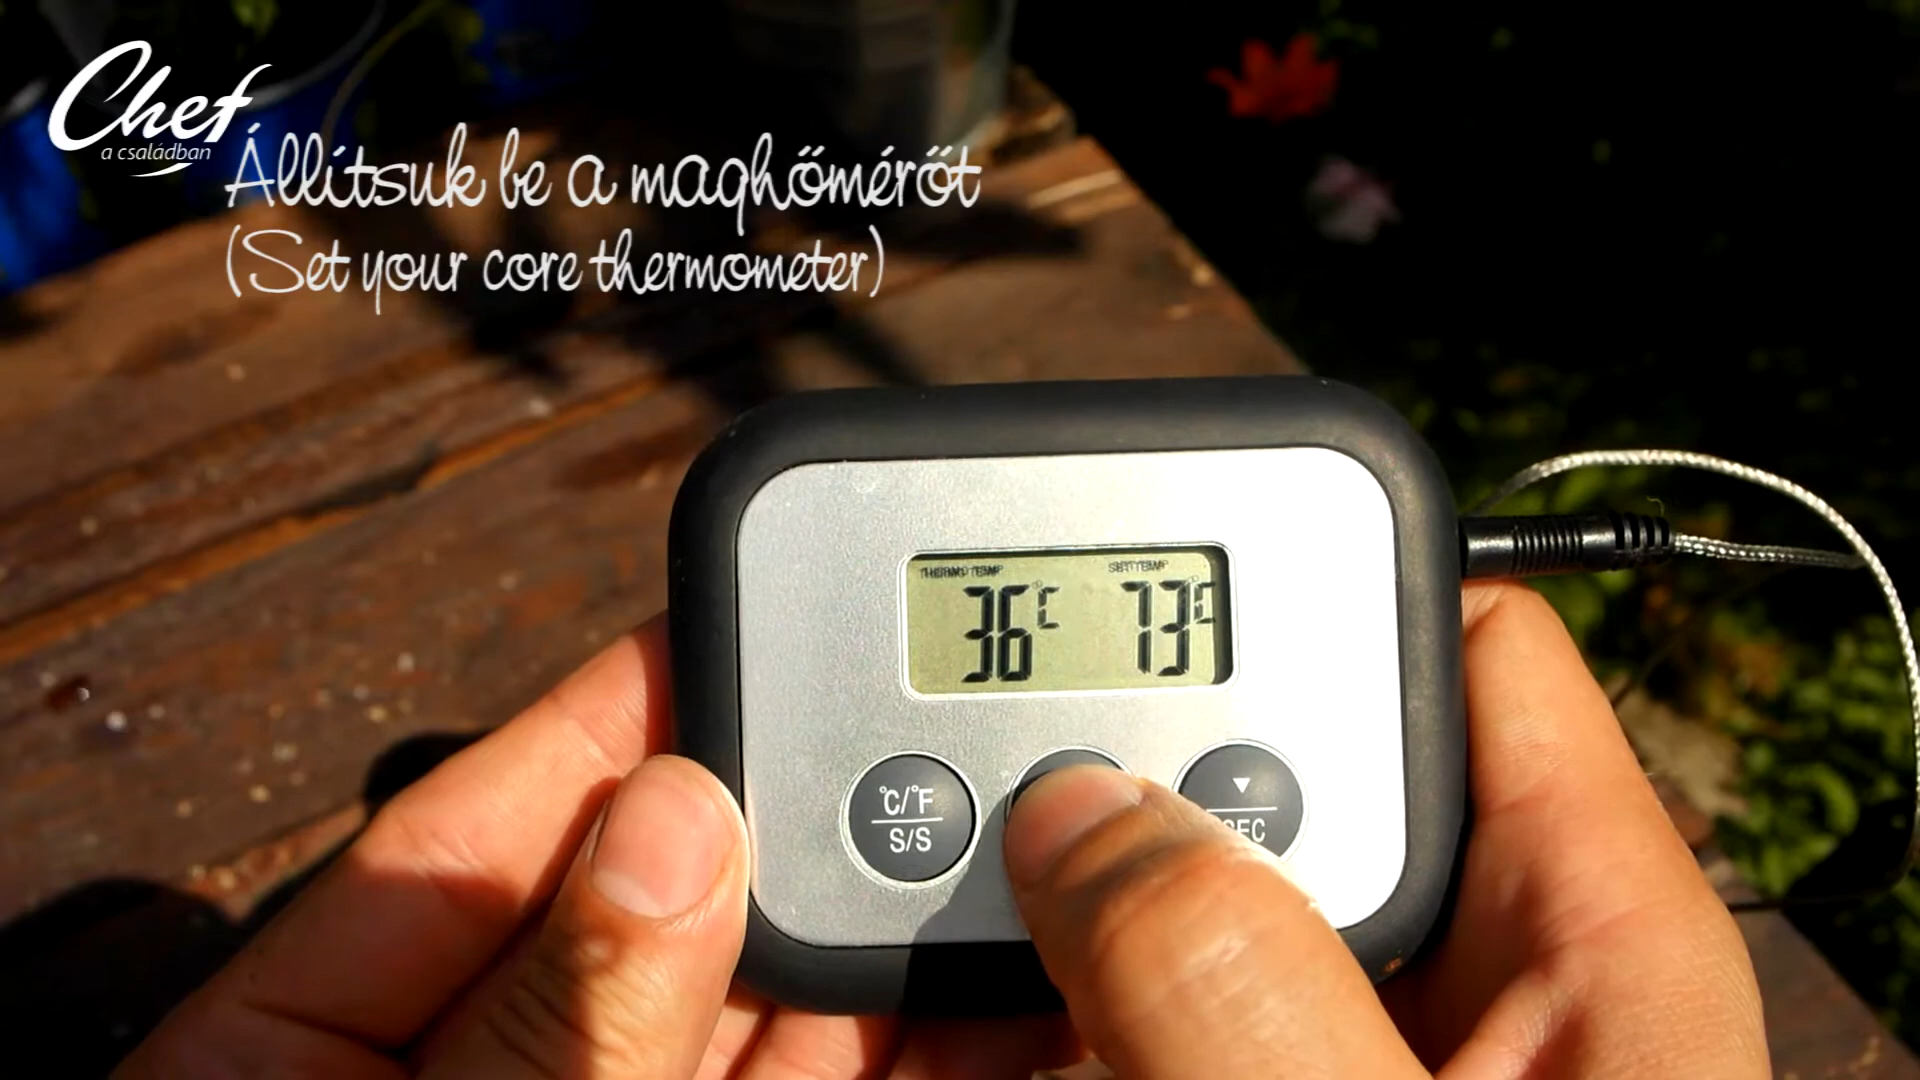 Chef
a családban
Állítsuk be a maghőmérőt
(Set your core thermometer)
THERMO TEMP SET TEMP
36°C 73°C
°C/°F
S/S
▼